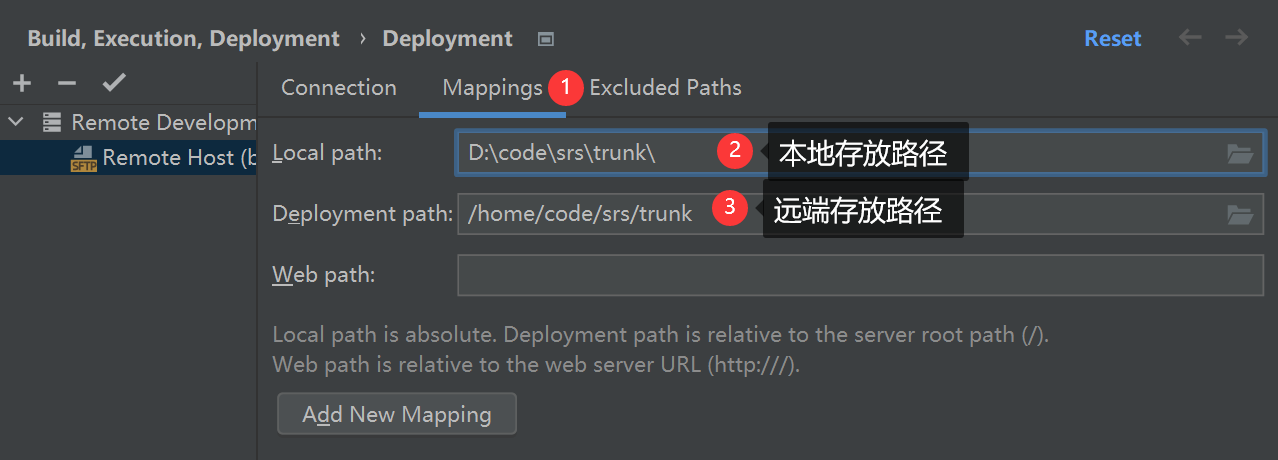 Build, Execution, Deployment › Deployment
Reset
Connection
Mappings
1
Excluded Paths
Remote Developm
SFTP
Remote Host (b
Local path:
D:\code\srs\trunk\
2
本地存放路径
Deployment path:
/home/code/srs/trunk
3
远端存放路径
Web path:
Local path is absolute. Deployment path is relative to the server root path (/).
Web path is relative to the web server URL (http:///).
Add New Mapping